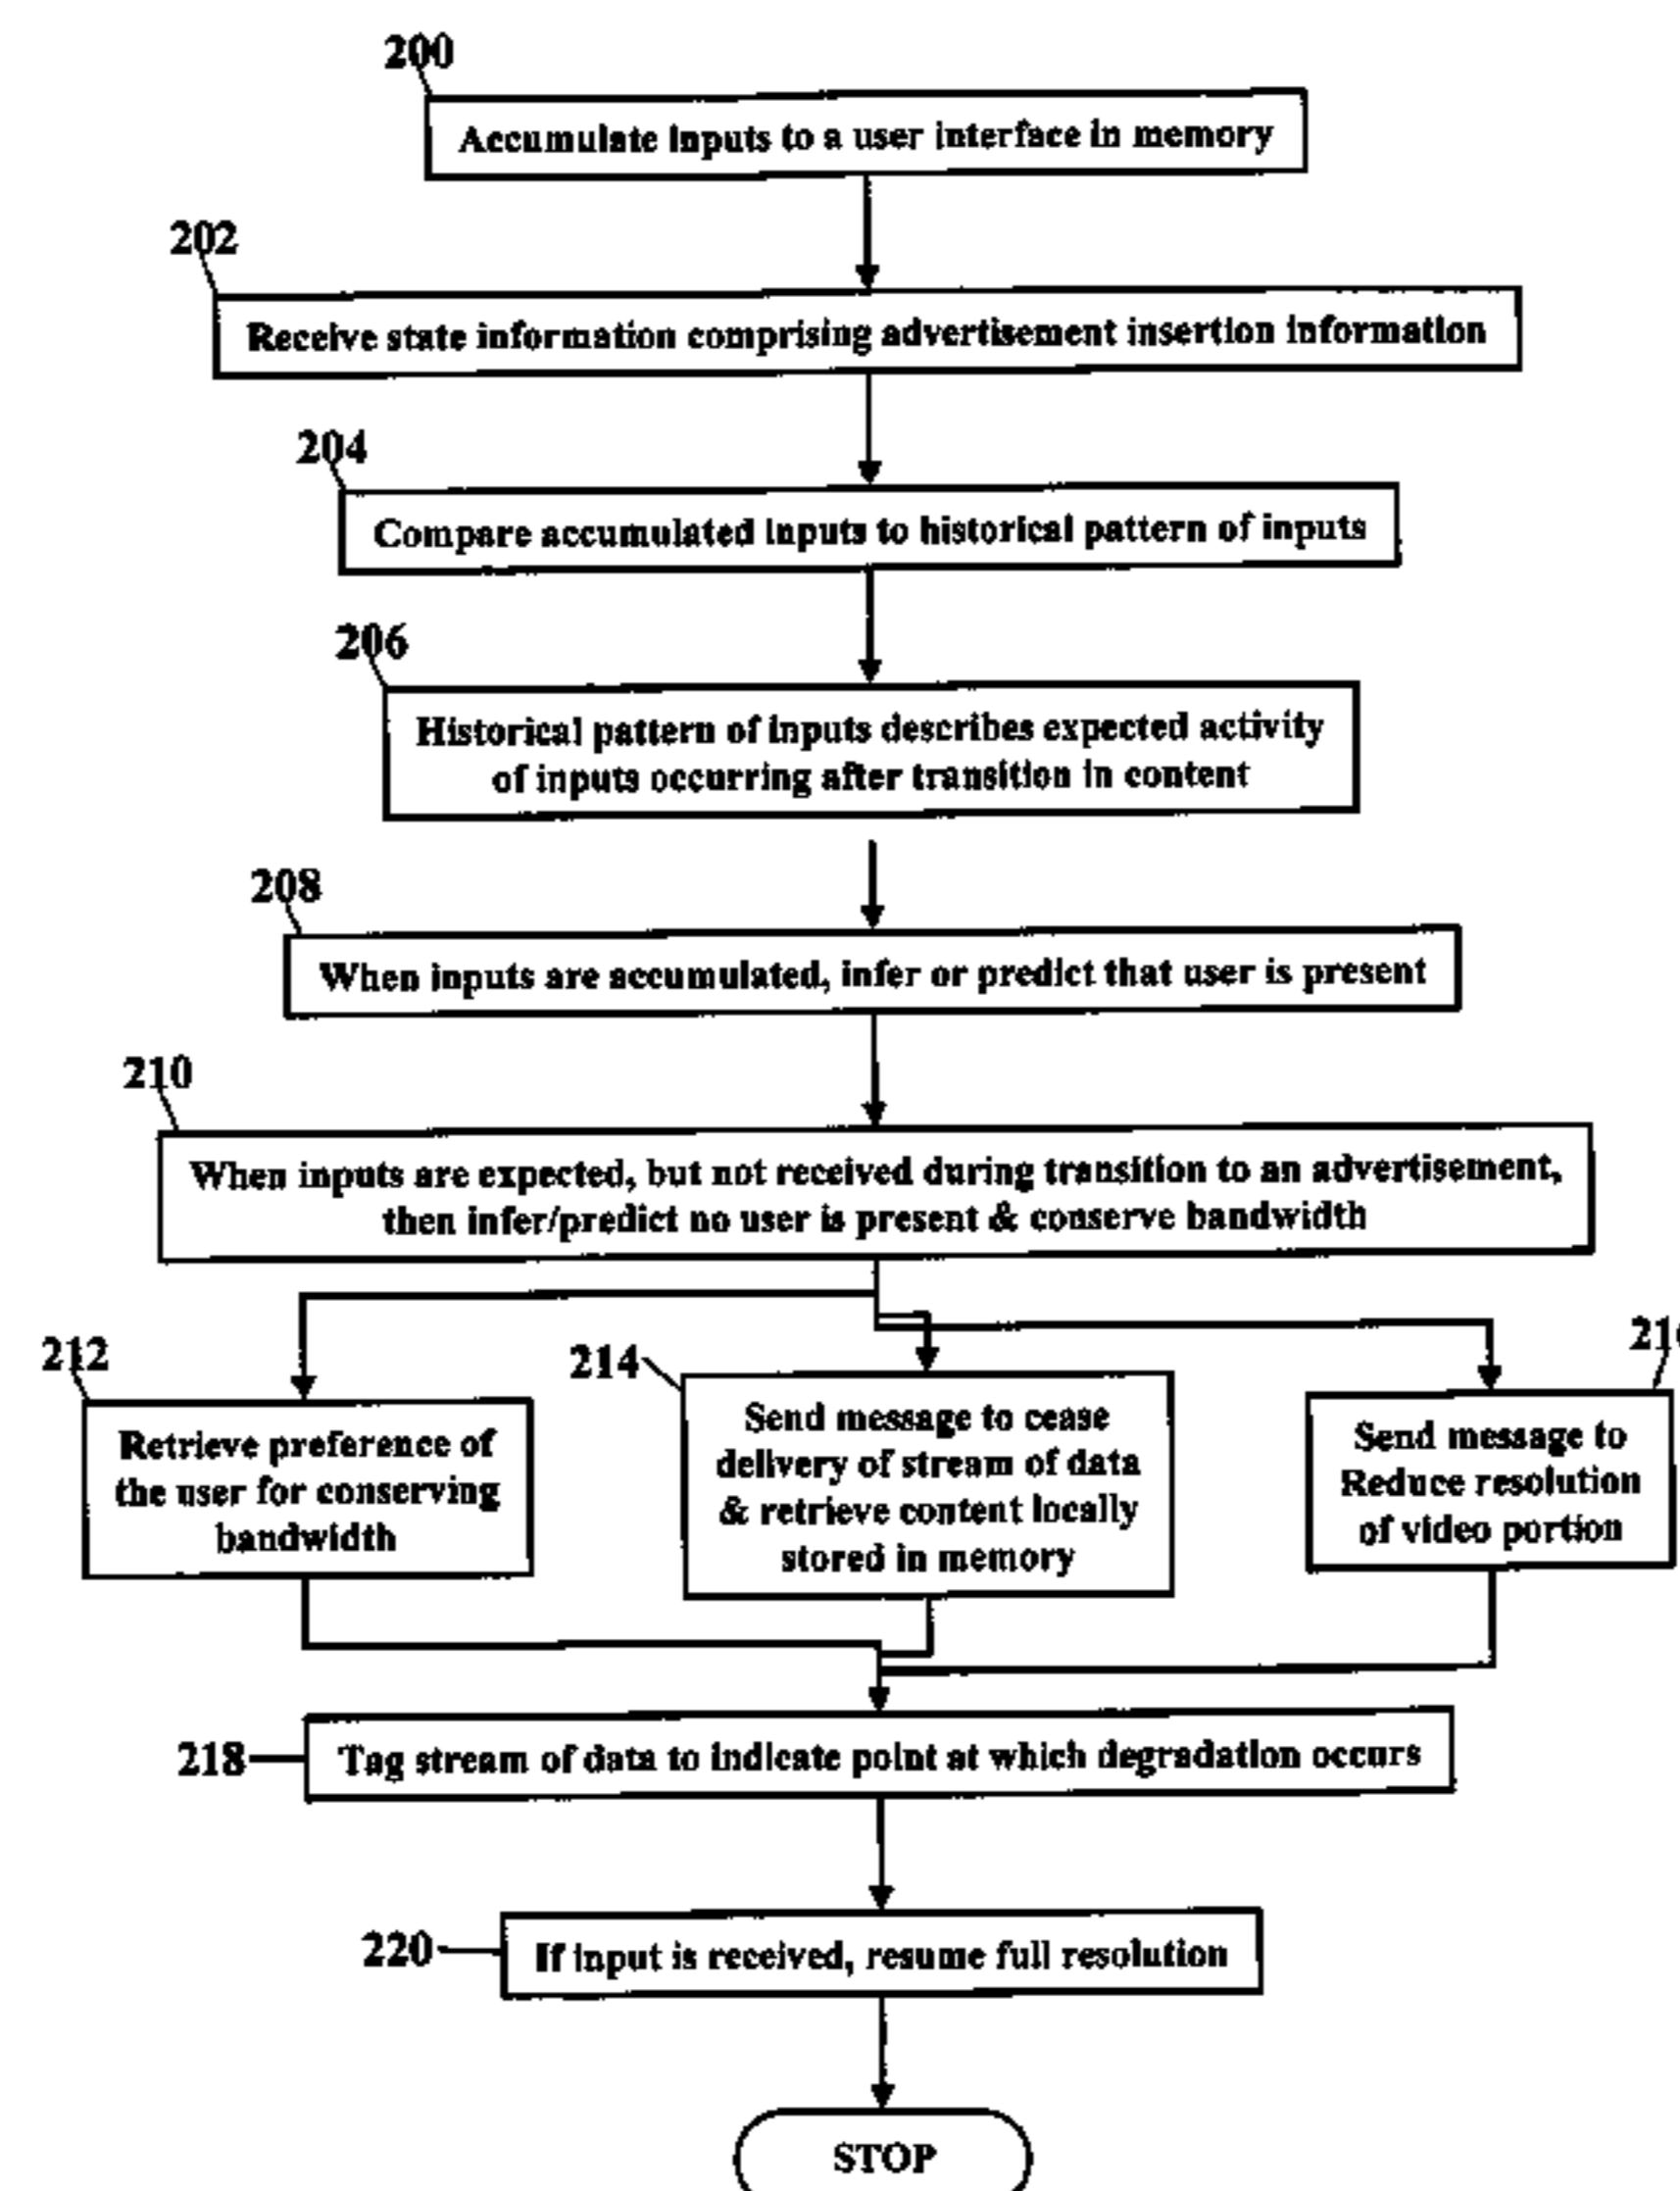 200
Accumulate inputs to a user interface in memory
202
Receive state information comprising advertisement insertion information
204
Compare accumulated inputs to historical pattern of inputs
206
Historical pattern of inputs describes expected activity
of inputs occurring after transition in content
208
When inputs are accumulated, infer or predict that user is present
210
When inputs are expected, but not received during transition to an advertisement,
then infer/predict no user is present & conserve bandwidth
212
Retrieve preference of
the user for conserving
bandwidth
214
Send message to cease
delivery of stream of data
& retrieve content locally
stored in memory
Send message to
Reduce resolution
of video portion
218
Tag stream of data to indicate point at which degradation occurs
220
If input is received, resume full resolution
STOP